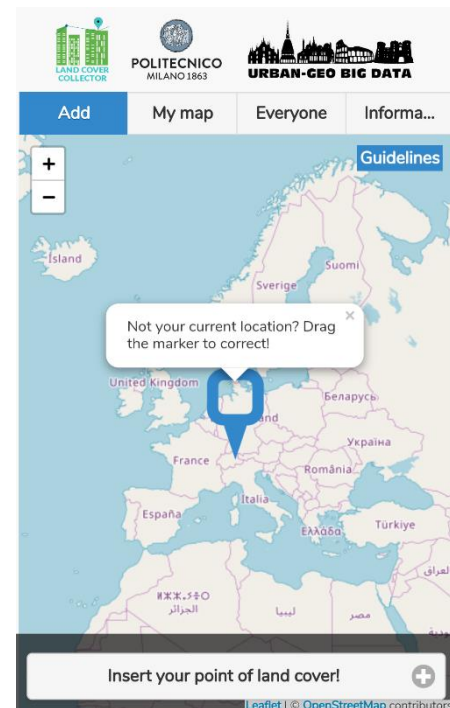 LAND COVER
COLLECTOR
POLITECNICO
MILANO 1863
URBAN-GEO BIG DATA
Add
My map
Everyone
Informa...
+
Guidelines
−
Ísland
Suomi
Sverige
Not your current location? Drag
the marker to correct!
×
United Kingdom
Беларусь
land
Україна
France
România
Italia
España
Ελλάδα
Türkiye
العراق
ⵍⵣⵣⴰⵢⴻⵔ
الجزائر
ليبيا
مصر
Insert your point of land cover!
Leaflet | © OpenStreetMap contributors